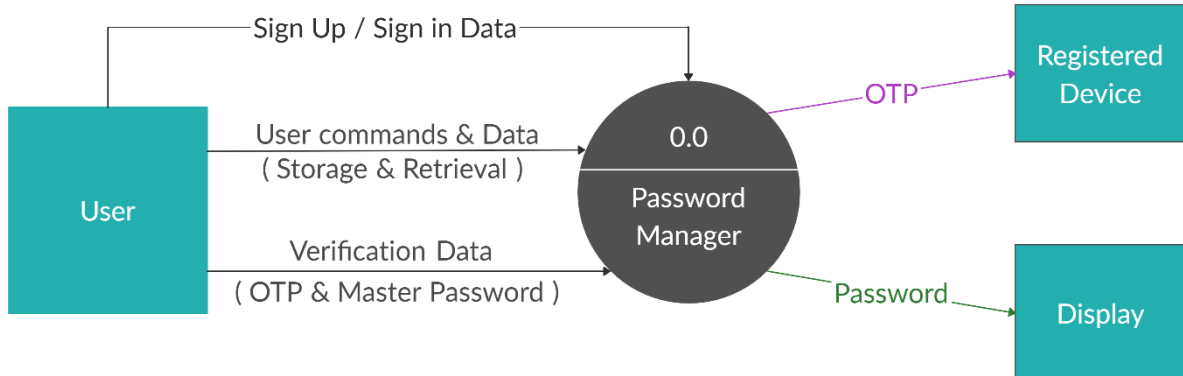 Sign Up / Sign in Data
User
User commands & Data
( Storage & Retrieval )
Verification Data
( OTP & Master Password )
0.0
Password
Manager
OTP
Registered
Device
Password
Display